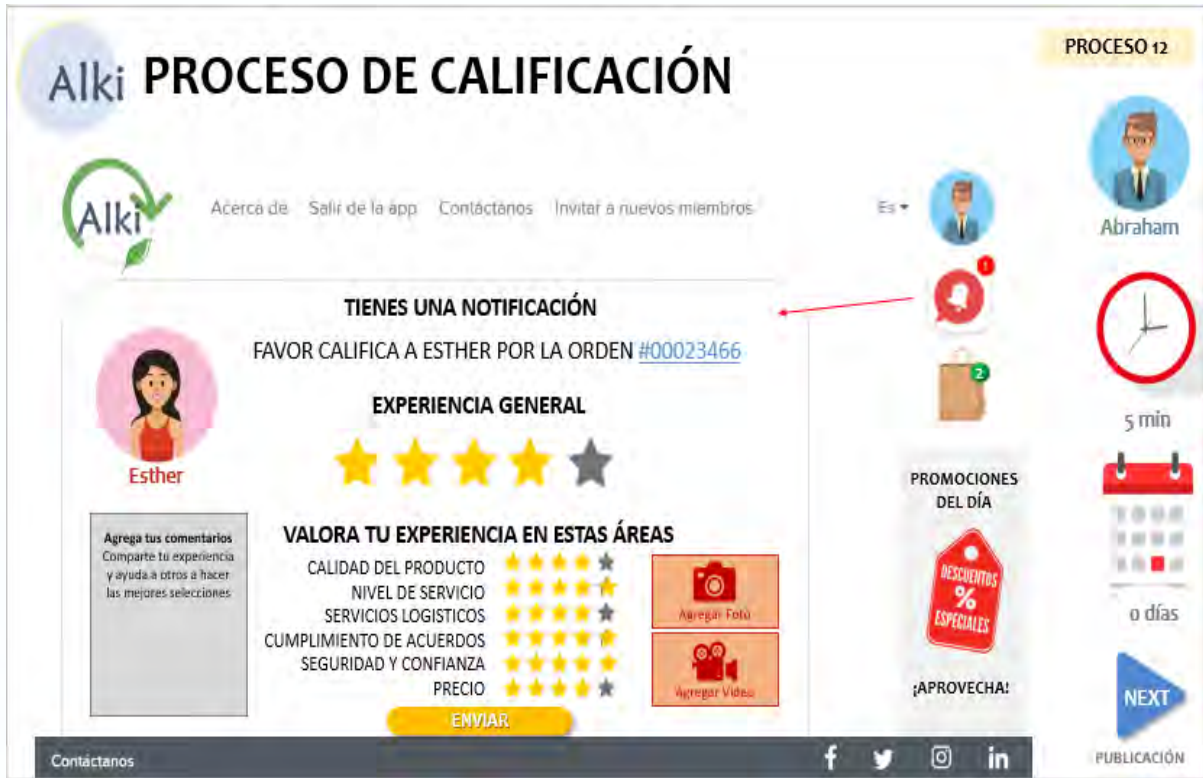 Alki PROCESO DE CALIFICACIÓN
PROCESO 12
Alki
Acerca de Salir de la app Contáctanos Invitar a nuevos miembros
Es
Abraham
1
TIENES UNA NOTIFICACIÓN
FAVOR CALIFICA A ESTHER POR LA ORDEN #00023466
2
EXPERIENCIA GENERAL
Esther
5 min
PROMOCIONES
DEL DÍA
Agrega tus comentarios
Comparte tu experiencia
y ayuda a otros a hacer
las mejores selecciones
VALORA TU EXPERIENCIA EN ESTAS ÁREAS
CALIDAD DEL PRODUCTO
NIVEL DE SERVICIO
SERVICIOS LOGISTICOS
CUMPLIMIENTO DE ACUERDOS
SEGURIDAD Y CONFIANZA
PRECIO
Agregar Foto
Agregar Video
ENVIAR
DESCUENTOS
%
ESPECIALES
¡APROVECHA!
0 días
NEXT
PUBLICACIÓN
Contáctanos